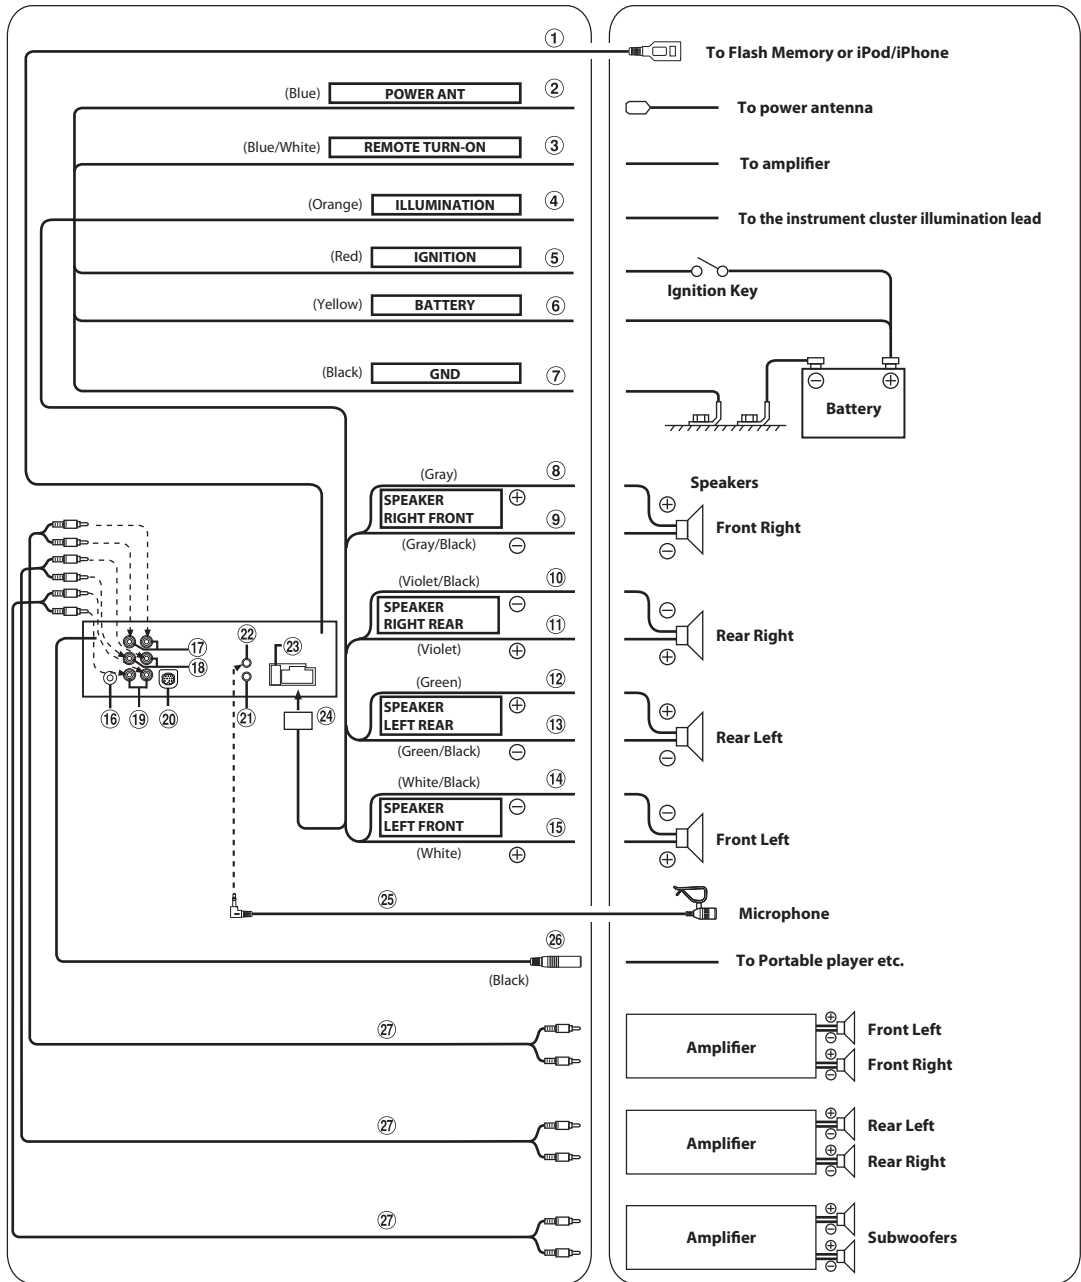 ① To Flash Memory or iPod/iPhone
(Blue) POWER ANT ② To power antenna
(Blue/White) REMOTE TURN-ON ③ To amplifier
(Orange) ILLUMINATION ④ To the instrument cluster illumination lead
(Red) IGNITION ⑤
Ignition Key
(Yellow) BATTERY ⑥
(Black) GND ⑦
⊖ ⊕
Battery
Speakers
(Gray) ⑧
SPEAKER ⊕
RIGHT FRONT ⑨
(Gray/Black) ⊖
⊕
Front Right
⊖
(Violet/Black) ⑩
SPEAKER ⊖
RIGHT REAR ⑪
(Violet) ⊕
⊖
Rear Right
⊕
⑰
⑱
㉒
㉓
⑯ ⑲ ⑳ ㉑ ㉔
(Green) ⑫
SPEAKER ⊕
LEFT REAR ⑬
(Green/Black) ⊖
⊕
Rear Left
⊖
(White/Black) ⑭
SPEAKER ⊖
LEFT FRONT ⑮
(White) ⊕
⊖
Front Left
⊕
㉕ Microphone
㉖ To Portable player etc.
(Black)
㉗
Amplifier
⊕
⊖
Front Left
⊕
⊖
Front Right
㉗
Amplifier
⊕
⊖
Rear Left
⊕
⊖
Rear Right
㉗
Amplifier
⊕
⊖
⊕
⊖
Subwoofers